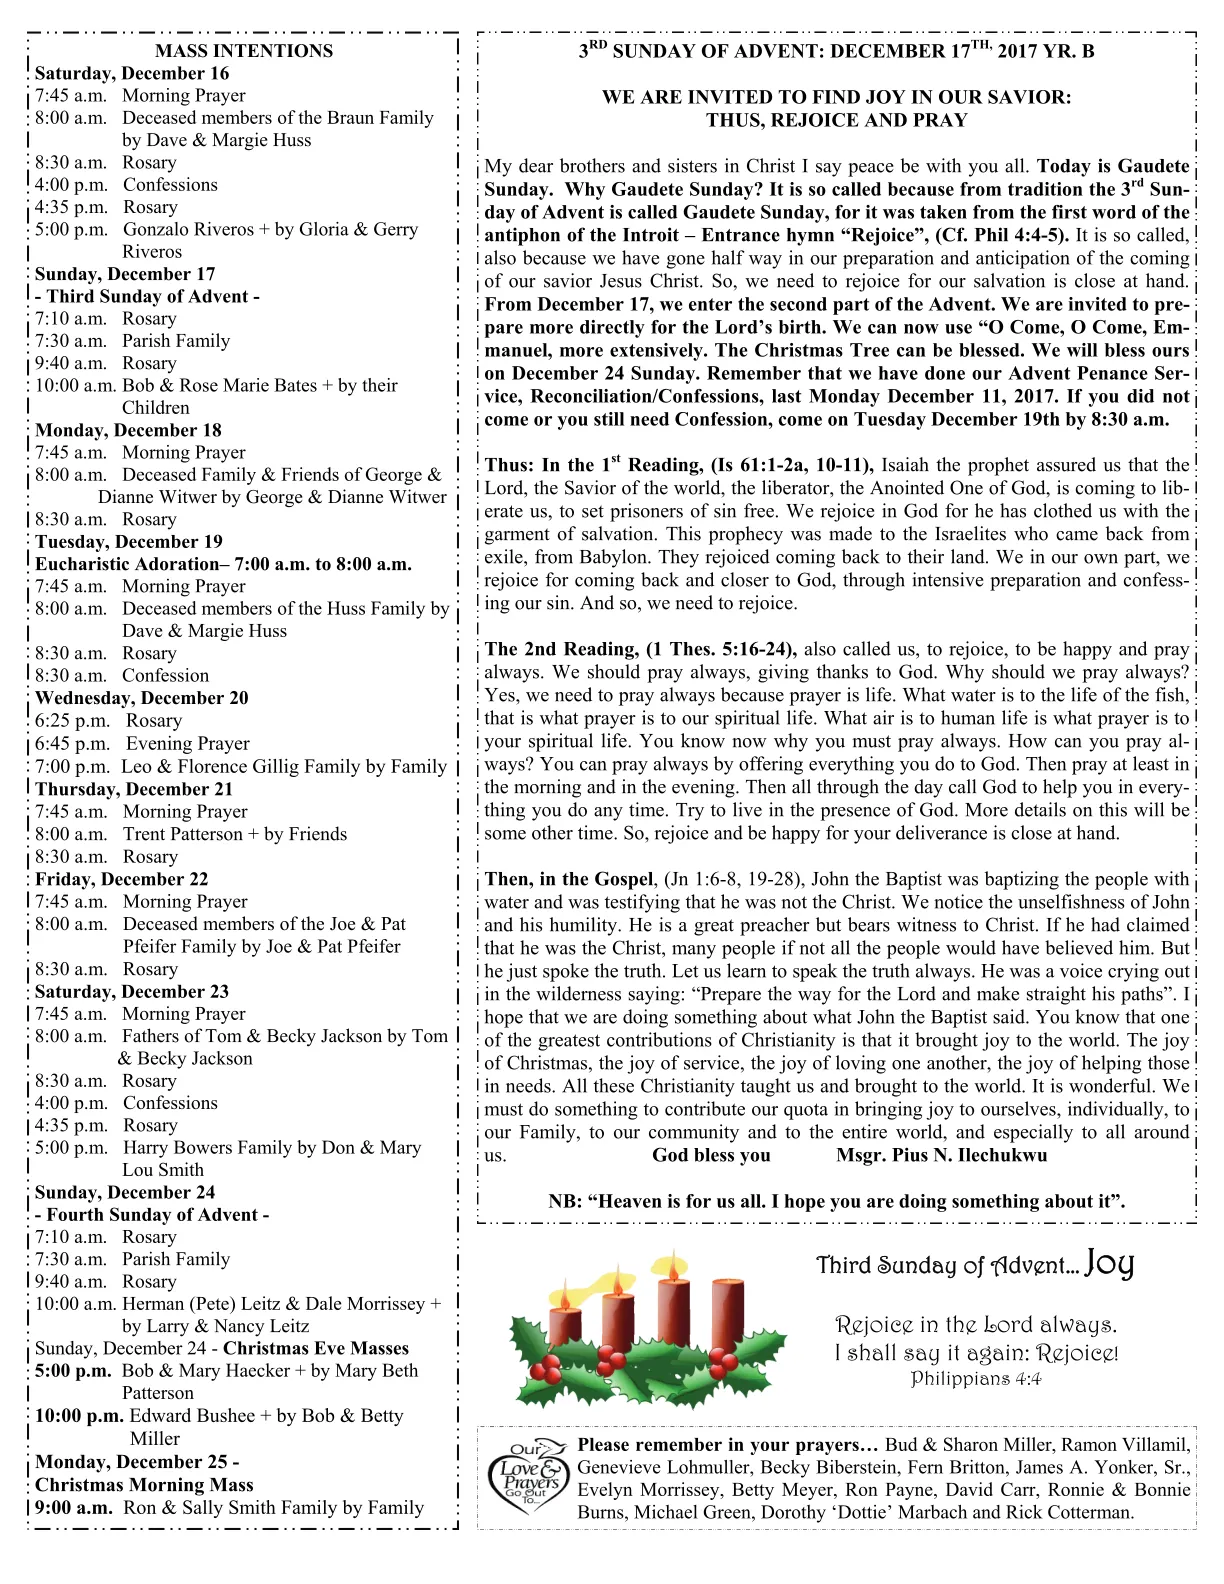 MASS INTENTIONS
Saturday, December 16
7:45 a.m. Morning Prayer
8:00 a.m. Deceased members of the Braun Family
by Dave & Margie Huss
8:30 a.m. Rosary
4:00 p.m. Confessions
4:35 p.m. Rosary
5:00 p.m. Gonzalo Riveros + by Gloria & Gerry
Riveros
Sunday, December 17
- Third Sunday of Advent -
7:10 a.m. Rosary
7:30 a.m. Parish Family
9:40 a.m. Rosary
10:00 a.m. Bob & Rose Marie Bates + by their
Children
Monday, December 18
7:45 a.m. Morning Prayer
8:00 a.m. Deceased Family & Friends of George &
Dianne Witwer by George & Dianne Witwer
8:30 a.m. Rosary
Tuesday, December 19
Eucharistic Adoration– 7:00 a.m. to 8:00 a.m.
7:45 a.m. Morning Prayer
8:00 a.m. Deceased members of the Huss Family by
Dave & Margie Huss
8:30 a.m. Rosary
8:30 a.m. Confession
Wednesday, December 20
6:25 p.m. Rosary
6:45 p.m. Evening Prayer
7:00 p.m. Leo & Florence Gillig Family by Family
Thursday, December 21
7:45 a.m. Morning Prayer
8:00 a.m. Trent Patterson + by Friends
8:30 a.m. Rosary
Friday, December 22
7:45 a.m. Morning Prayer
8:00 a.m. Deceased members of the Joe & Pat
Pfeifer Family by Joe & Pat Pfeifer
8:30 a.m. Rosary
Saturday, December 23
7:45 a.m. Morning Prayer
8:00 a.m. Fathers of Tom & Becky Jackson by Tom
& Becky Jackson
8:30 a.m. Rosary
4:00 p.m. Confessions
4:35 p.m. Rosary
5:00 p.m. Harry Bowers Family by Don & Mary
Lou Smith
Sunday, December 24
- Fourth Sunday of Advent -
7:10 a.m. Rosary
7:30 a.m. Parish Family
9:40 a.m. Rosary
10:00 a.m. Herman (Pete) Leitz & Dale Morrissey +
by Larry & Nancy Leitz
Sunday, December 24 - Christmas Eve Masses
5:00 p.m. Bob & Mary Haecker + by Mary Beth
Patterson
10:00 p.m. Edward Bushee + by Bob & Betty
Miller
Monday, December 25 -
Christmas Morning Mass
9:00 a.m. Ron & Sally Smith Family by Family
3RD SUNDAY OF ADVENT: DECEMBER 17TH, 2017 YR. B
WE ARE INVITED TO FIND JOY IN OUR SAVIOR:
THUS, REJOICE AND PRAY
My dear brothers and sisters in Christ I say peace be with you all. Today is Gaudete
Sunday. Why Gaudete Sunday? It is so called because from tradition the 3rd Sun-
day of Advent is called Gaudete Sunday, for it was taken from the first word of the
antiphon of the Introit – Entrance hymn “Rejoice”, (Cf. Phil 4:4-5). It is so called,
also because we have gone half way in our preparation and anticipation of the coming
of our savior Jesus Christ. So, we need to rejoice for our salvation is close at hand.
From December 17, we enter the second part of the Advent. We are invited to pre-
pare more directly for the Lord’s birth. We can now use “O Come, O Come, Em-
manuel, more extensively. The Christmas Tree can be blessed. We will bless ours
on December 24 Sunday. Remember that we have done our Advent Penance Ser-
vice, Reconciliation/Confessions, last Monday December 11, 2017. If you did not
come or you still need Confession, come on Tuesday December 19th by 8:30 a.m.
Thus: In the 1st Reading, (Is 61:1-2a, 10-11), Isaiah the prophet assured us that the
Lord, the Savior of the world, the liberator, the Anointed One of God, is coming to lib-
erate us, to set prisoners of sin free. We rejoice in God for he has clothed us with the
garment of salvation. This prophecy was made to the Israelites who came back from
exile, from Babylon. They rejoiced coming back to their land. We in our own part, we
rejoice for coming back and closer to God, through intensive preparation and confess-
ing our sin. And so, we need to rejoice.
The 2nd Reading, (1 Thes. 5:16-24), also called us, to rejoice, to be happy and pray
always. We should pray always, giving thanks to God. Why should we pray always?
Yes, we need to pray always because prayer is life. What water is to the life of the fish,
that is what prayer is to our spiritual life. What air is to human life is what prayer is to
your spiritual life. You know now why you must pray always. How can you pray al-
ways? You can pray always by offering everything you do to God. Then pray at least in
the morning and in the evening. Then all through the day call God to help you in every-
thing you do any time. Try to live in the presence of God. More details on this will be
some other time. So, rejoice and be happy for your deliverance is close at hand.
Then, in the Gospel, (Jn 1:6-8, 19-28), John the Baptist was baptizing the people with
water and was testifying that he was not the Christ. We notice the unselfishness of John
and his humility. He is a great preacher but bears witness to Christ. If he had claimed
that he was the Christ, many people if not all the people would have believed him. But
he just spoke the truth. Let us learn to speak the truth always. He was a voice crying out
in the wilderness saying: “Prepare the way for the Lord and make straight his paths”. I
hope that we are doing something about what John the Baptist said. You know that one
of the greatest contributions of Christianity is that it brought joy to the world. The joy
of Christmas, the joy of service, the joy of loving one another, the joy of helping those
in needs. All these Christianity taught us and brought to the world. It is wonderful. We
must do something to contribute our quota in bringing joy to ourselves, individually, to
our Family, to our community and to the entire world, and especially to all around
us. God bless you Msgr. Pius N. Ilechukwu
NB: “Heaven is for us all. I hope you are doing something about it”.
Third Sunday of Advent... Joy
Rejoice in the Lord always.
I shall say it again: Rejoice!
Philippians 4:4
Our
Love &
Prayers
Go Out
To...
Please remember in your prayers… Bud & Sharon Miller, Ramon Villamil,
Genevieve Lohmuller, Becky Biberstein, Fern Britton, James A. Yonker, Sr.,
Evelyn Morrissey, Betty Meyer, Ron Payne, David Carr, Ronnie & Bonnie
Burns, Michael Green, Dorothy ‘Dottie’ Marbach and Rick Cotterman.